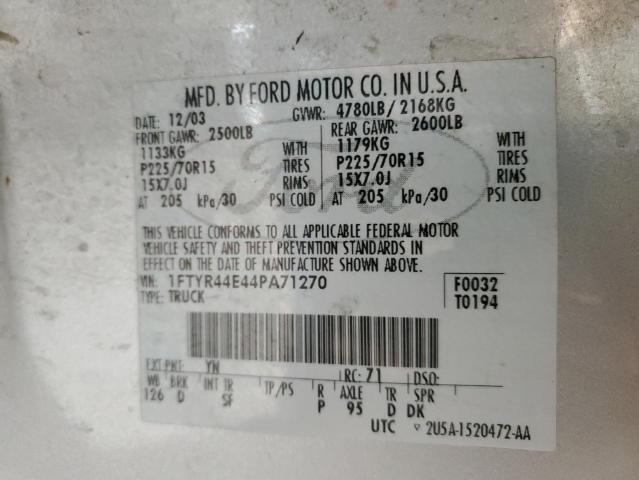 MFD. BY FORD MOTOR CO. IN U.S.A.
DATE: 12/03 GVWR: 4780LB/ 2168KG
FRONT GAWR: 2500LB REAR GAWR: 2600LB
1133KG WITH 1179KG WITH
P225/70R15 TIRES P225/70R15 TIRES
15X7.0J RIMS 15X7.0J RIMS
AT 205 kPa/30 PSI COLD AT 205 kPa/30 PSI COLD
Ford
THIS VEHICLE CONFORMS TO ALL APPLICABLE FEDERAL MOTOR
VEHICLE SAFETY AND THEFT PREVENTION STANDARDS IN
EFFECT ON THE DATE OF MANUFACTURE SHOWN ABOVE.
VIN: 1FTYR44E44PA71270 F0032
TYPE: TRUCK T0194
EXT PNT: YN RC: 71 DSO:
WB BRK INT TR TP/PS R AXLE TR SPR
126 D SF P 95 D DK
UTC ▽ 2U5A-1520472-AA